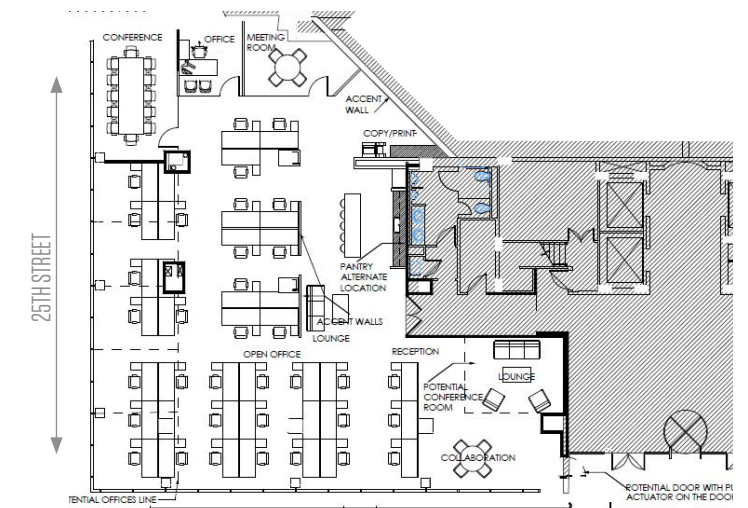 CONFERENCE
OFFICE
MEETING
ROOM
ACCENT
WALL
COPY/PRINT
25TH STREET
PANTRY
ALTERNATE
LOCATION
ACCENT WALLS
LOUNGE
OPEN OFFICE
RECEPTION
LOUNGE
POTENTIAL
CONFERENCE
ROOM
COLLABORATION
TENTIAL OFFICES LINE
POTENTIAL DOOR WITH PU
ACTUATOR ON THE DOOR